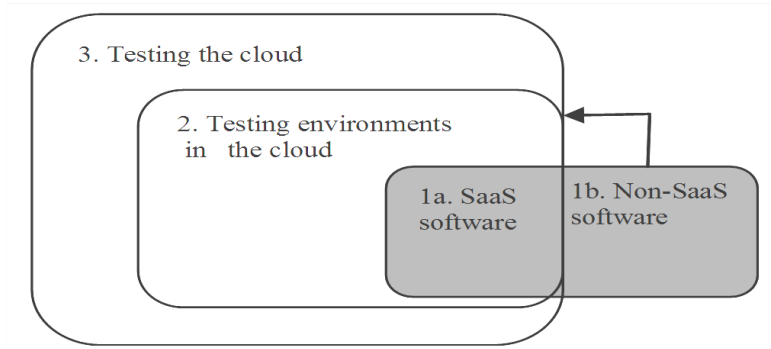 3. Testing the cloud
2. Testing environments
in the cloud
1a. SaaS
software
1b. Non-SaaS
software